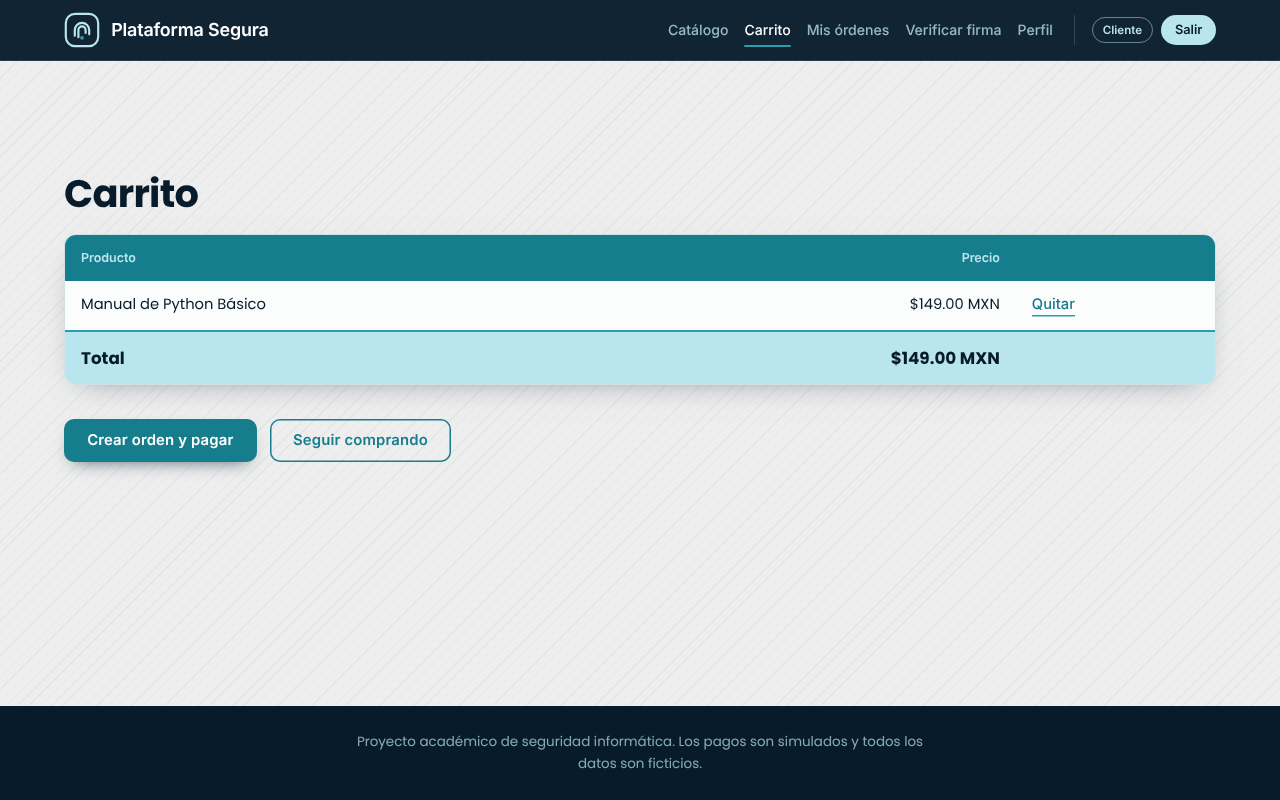 Plataforma Segura
Catálogo Carrito Mis órdenes Verificar firma Perfil Cliente Salir
Carrito
Producto Precio
Manual de Python Básico $149.00 MXN Quitar
Total $149.00 MXN
Crear orden y pagar Seguir comprando
Proyecto académico de seguridad informática. Los pagos son simulados y todos los
datos son ficticios.